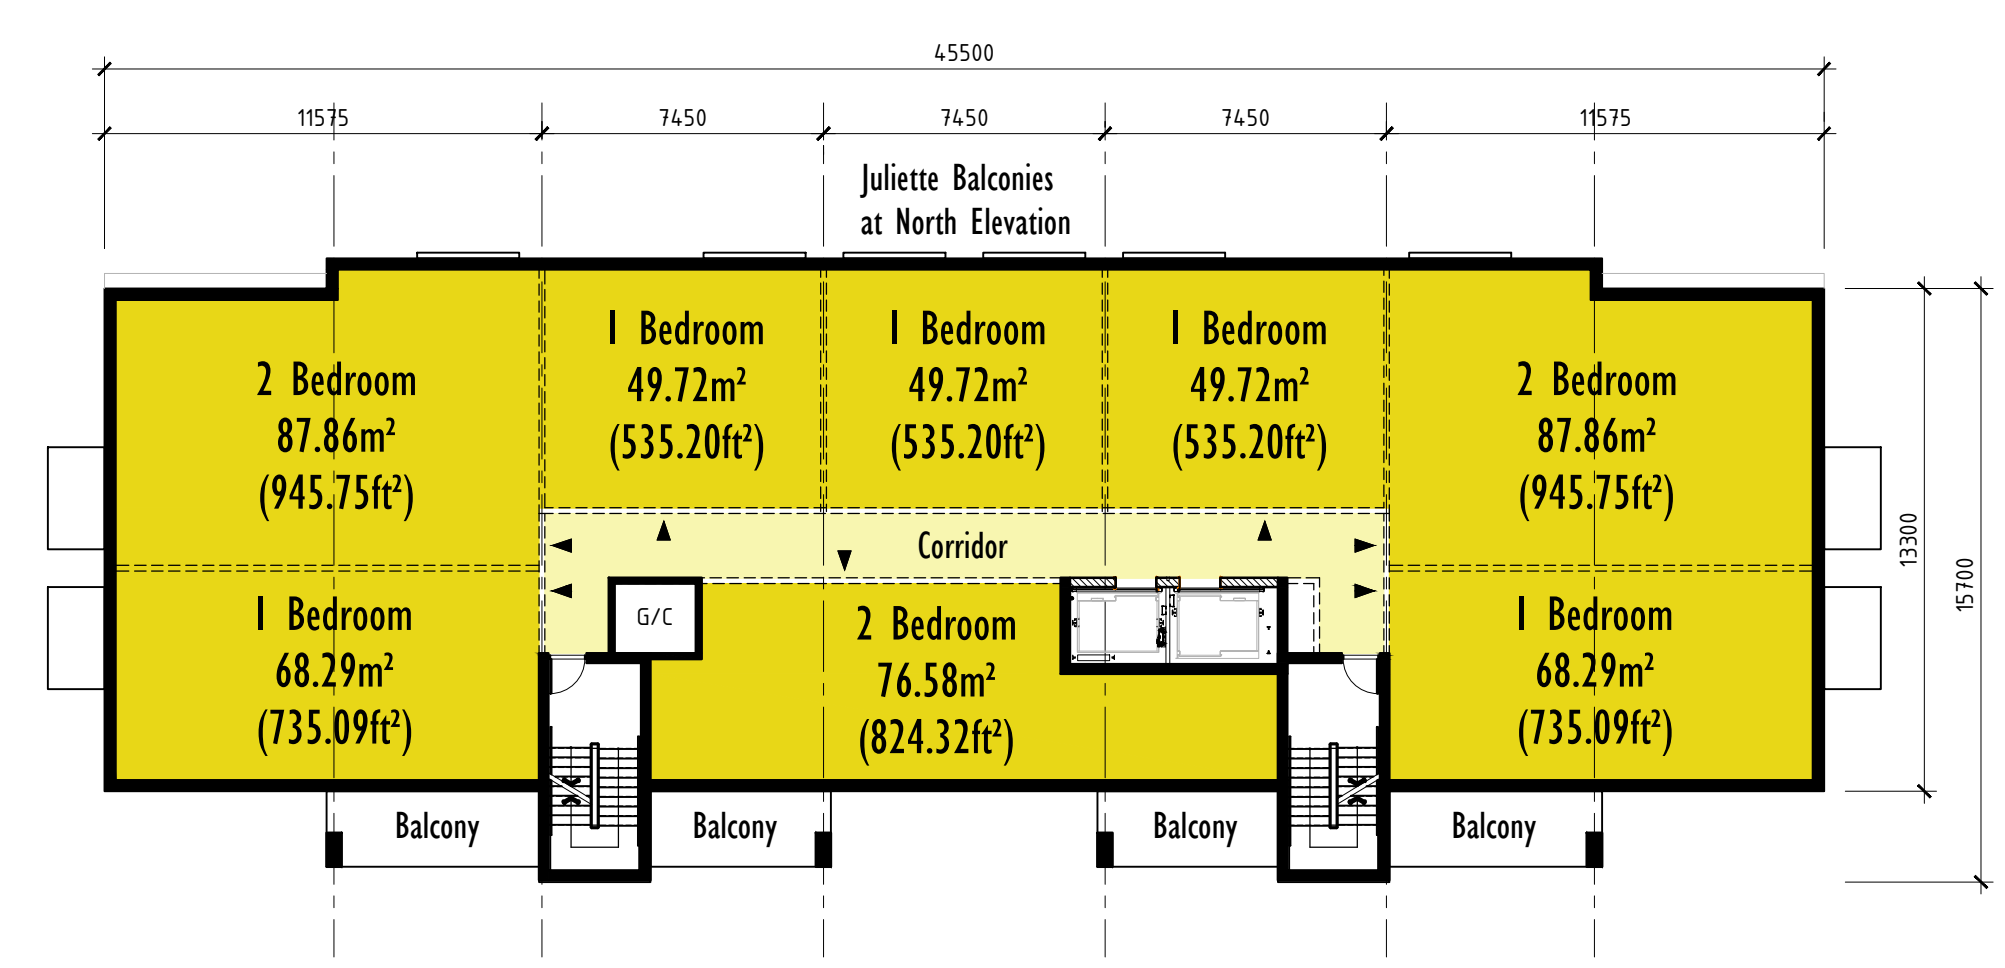 45500
11575
7450
7450
7450
11575
Juliette Balconies
at North Elevation
2 Bedroom
87.86m²
(945.75ft²)
1 Bedroom
49.72m²
(535.20ft²)
1 Bedroom
49.72m²
(535.20ft²)
1 Bedroom
49.72m²
(535.20ft²)
2 Bedroom
87.86m²
(945.75ft²)
Corridor
13300
15700
1 Bedroom
68.29m²
(735.09ft²)
G/C
2 Bedroom
76.58m²
(824.32ft²)
1 Bedroom
68.29m²
(735.09ft²)
Balcony
Balcony
Balcony
Balcony